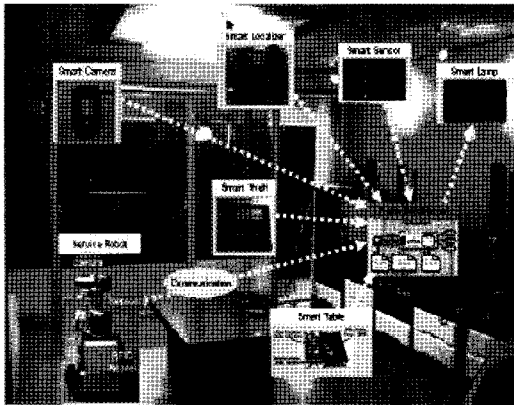 Smart Localizer
Smart Sensor
Smart Camera
Smart Lamp
Smart Shelf
Service Robot
Communication
Smart Table